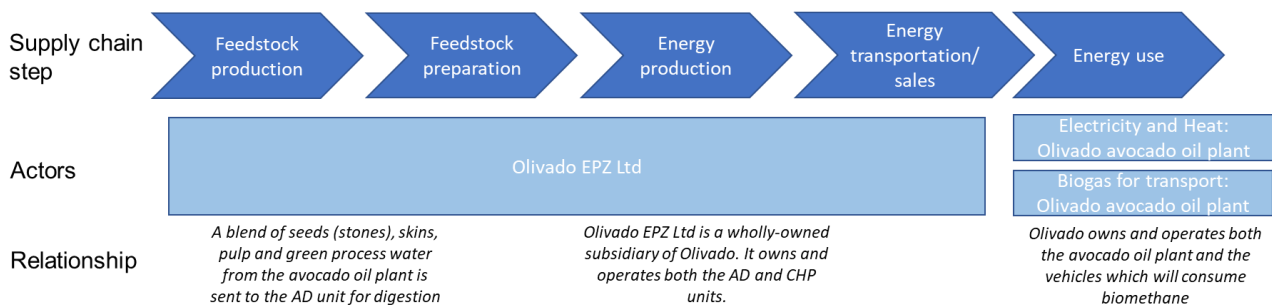 Supply chain
step
Feedstock
production
Feedstock
preparation
Energy
production
Energy
transportation/
sales
Energy use
Actors
Olivado EPZ Ltd
Electricity and Heat:
Olivado avocado oil plant
Biogas for transport:
Olivado avocado oil plant
Relationship
A blend of seeds (stones), skins,
pulp and green process water
from the avocado oil plant is
sent to the AD unit for digestion
Olivado EPZ Ltd is a wholly-owned
subsidiary of Olivado. It owns and
operates both the AD and CHP
units.
Olivado owns and operates both
the avocado oil plant and the
vehicles which will consume
biomethane